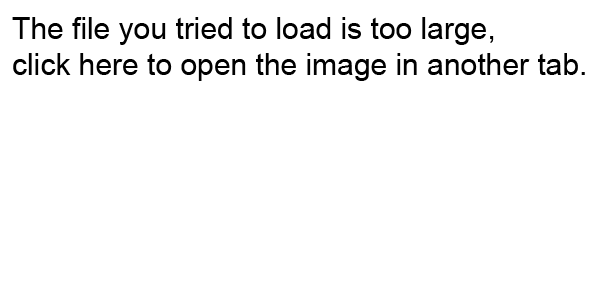 The file you tried to load is too large,
click here to open the image in another tab.